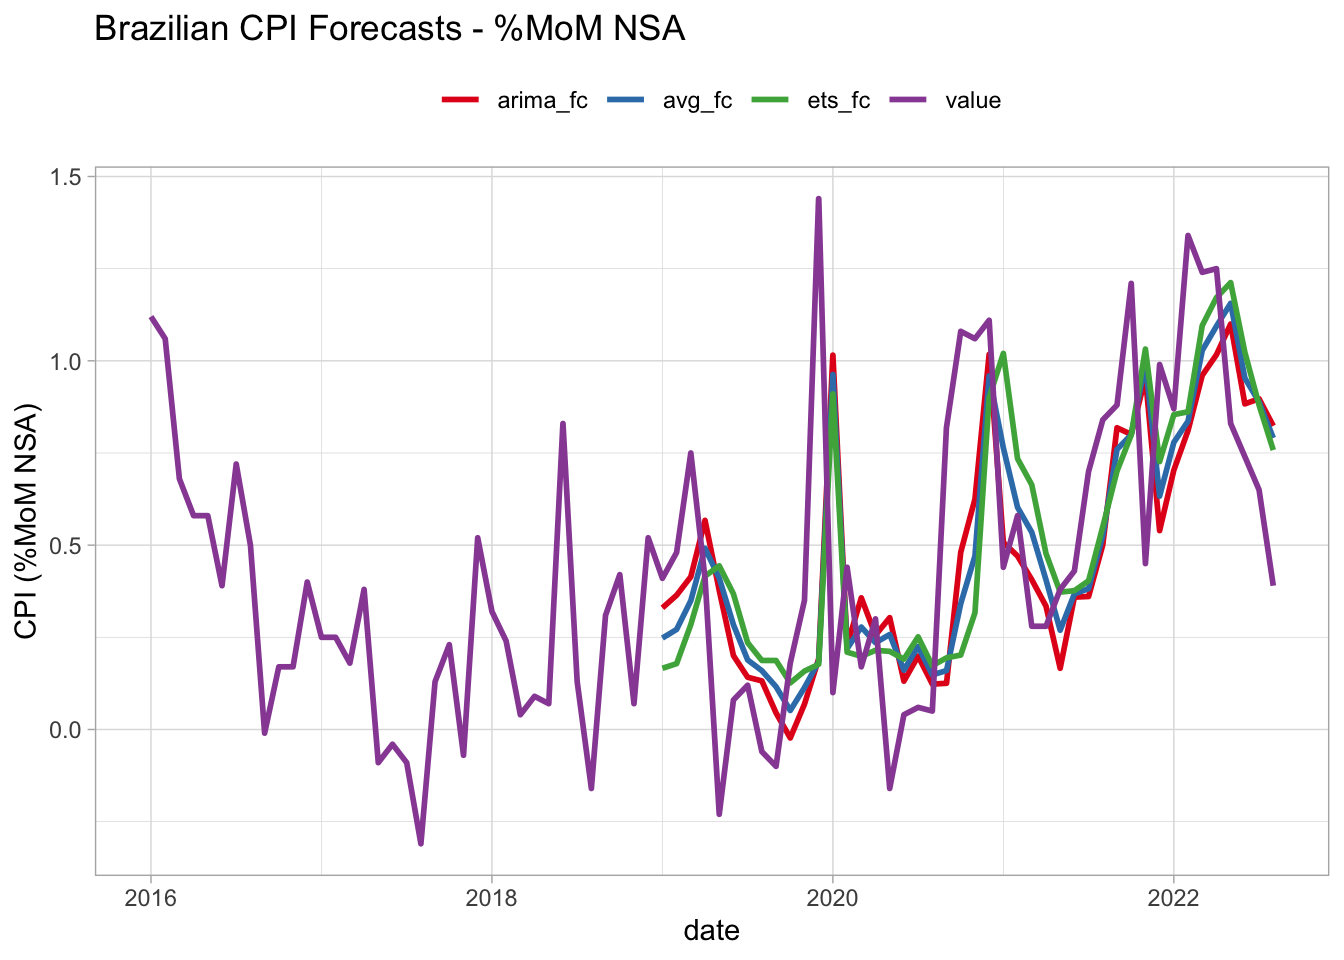 Brazilian CPI Forecasts - %MoM NSA
arima_fc avg_fc ets_fc value
CPI (%MoM NSA)
1.5
1.0
0.5
0.0
2016 2018 2020 2022
date